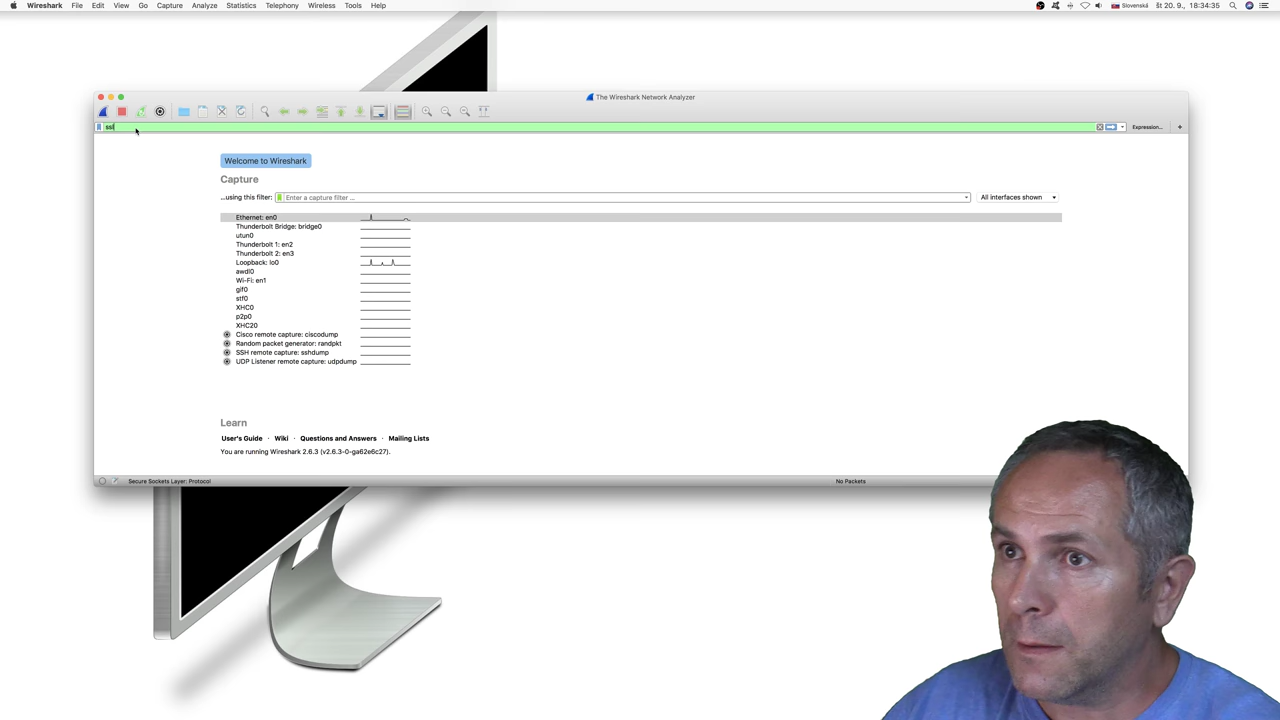 Wireshark File Edit View Go Capture Analyze Statistics Telephony Wireless Tools Help Slovenská št 20. 9., 18:34:35
The Wireshark Network Analyzer
ssl Expression... +
Welcome to Wireshark
Capture
...using this filter: Enter a capture filter ... All interfaces shown
Ethernet: en0
Thunderbolt Bridge: bridge0
utun0
Thunderbolt 1: en2
Thunderbolt 2: en3
Loopback: lo0
awdl0
Wi-Fi: en1
gif0
stf0
XHC0
p2p0
XHC20
Cisco remote capture: ciscodump
Random packet generator: randpkt
SSH remote capture: sshdump
UDP Listener remote capture: udpdump
Learn
User's Guide · Wiki · Questions and Answers · Mailing Lists
You are running Wireshark 2.6.3 (v2.6.3-0-ga62e6c27).
Secure Sockets Layer: Protocol No Packets